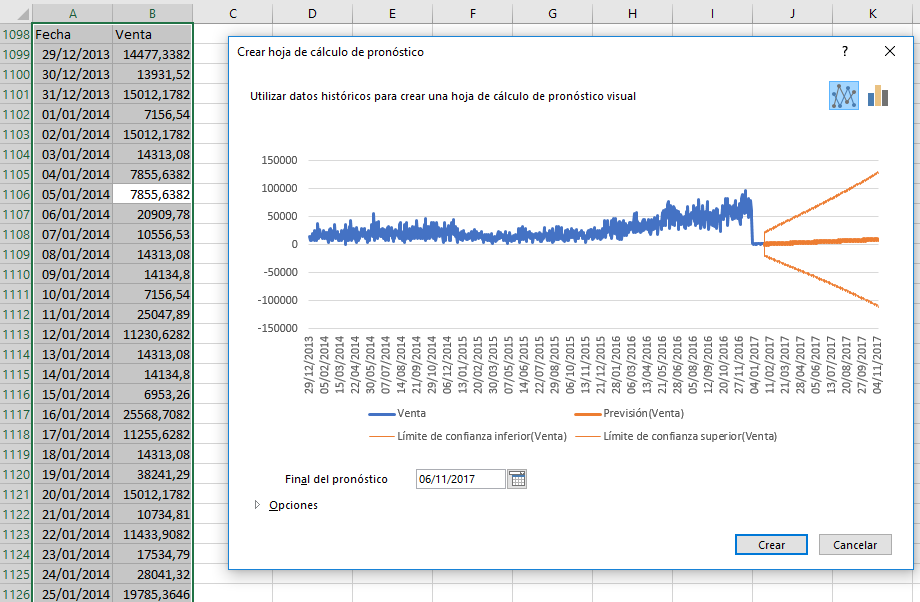 A B C D E F G H I J K
1098 Fecha Venta
1099 29/12/2013 14477,3382
1100 30/12/2013 13931,52
1101 31/12/2013 15012,1782
1102 01/01/2014 7156,54
1103 02/01/2014 15012,1782
1104 03/01/2014 14313,08
1105 04/01/2014 7855,6382
1106 05/01/2014 7855,6382
1107 06/01/2014 20909,78
1108 07/01/2014 10556,53
1109 08/01/2014 14313,08
1110 09/01/2014 14134,8
1111 10/01/2014 7156,54
1112 11/01/2014 25047,89
1113 12/01/2014 11230,6282
1114 13/01/2014 14313,08
1115 14/01/2014 14134,8
1116 15/01/2014 6953,26
1117 16/01/2014 25568,7082
1118 17/01/2014 11255,6282
1119 18/01/2014 14313,08
1120 19/01/2014 38241,29
1121 20/01/2014 15012,1782
1122 21/01/2014 10734,81
1123 22/01/2014 11433,9082
1124 23/01/2014 17534,79
1125 24/01/2014 28041,32
1126 25/01/2014 19785,3646
Crear hoja de cálculo de pronóstico ?
Utilizar datos históricos para crear una hoja de cálculo de pronóstico visual
150000
100000
50000
0
-50000
-100000
-150000
29/12/2013
05/02/2014
15/03/2014
22/04/2014
30/05/2014
07/07/2014
14/08/2014
21/09/2014
29/10/2014
06/12/2014
13/01/2015
20/02/2015
30/03/2015
07/05/2015
14/06/2015
22/07/2015
29/08/2015
06/10/2015
13/11/2015
21/12/2015
28/01/2016
06/03/2016
13/04/2016
21/05/2016
28/06/2016
05/08/2016
12/09/2016
20/10/2016
27/11/2016
04/01/2017
11/02/2017
21/03/2017
28/04/2017
05/06/2017
13/07/2017
20/08/2017
27/09/2017
04/11/2017
Venta Previsión(Venta)
Límite de confianza inferior(Venta) Límite de confianza superior(Venta)
Final del pronóstico 06/11/2017
Opciones
Crear Cancelar